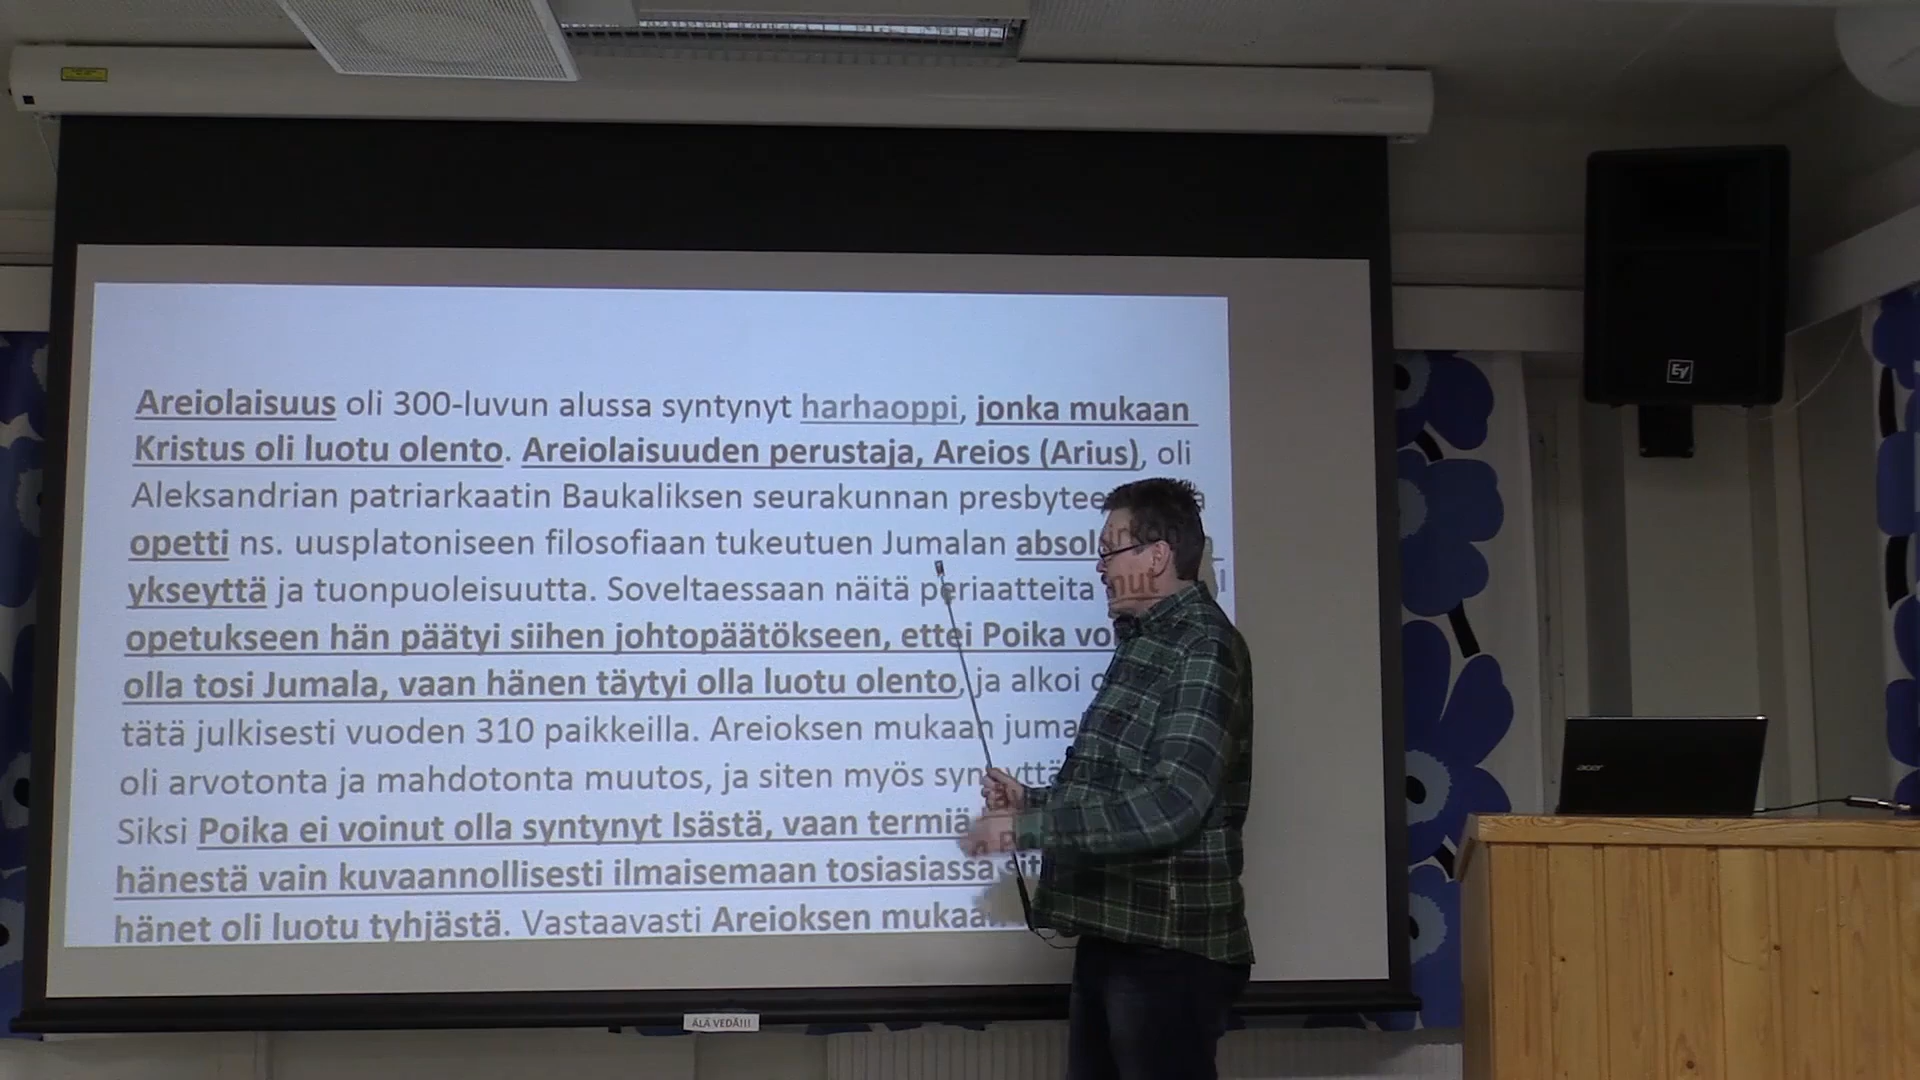 Areiolaisuus oli 300-luvun alussa syntynyt harhaoppi, jonka mukaan
Kristus oli luotu olento. Areiolaisuuden perustaja, Areios (Arius), oli
Aleksandrian patriarkaatin Baukaliksen seurakunnan
opetti ns. uusplatoniseen filosofiaan tukeutuen Jumalan
ykseyttä ja tuonpuoleisuutta. Soveltaessaan näitä periaatteita
opetukseen hän päätyi siihen johtopäätökseen, ettei Poika
olla tosi Jumala, vaan hänen täytyi olla luotu olento, ja alkoi
tätä julkisesti vuoden 310 paikkeilla. Areioksen mukaan
oli arvotonta ja mahdotonta muutos, ja siten myös
Siksi Poika ei voinut olla syntynyt Isästä, vaan termiä
hänestä vain kuvaannollisesti ilmaisemaan tosiasiassa
hänet oli luotu tyhjästä. Vastaavasti Areioksen mukaan
ÄLÄ VEDÄ!!!
EV
acer